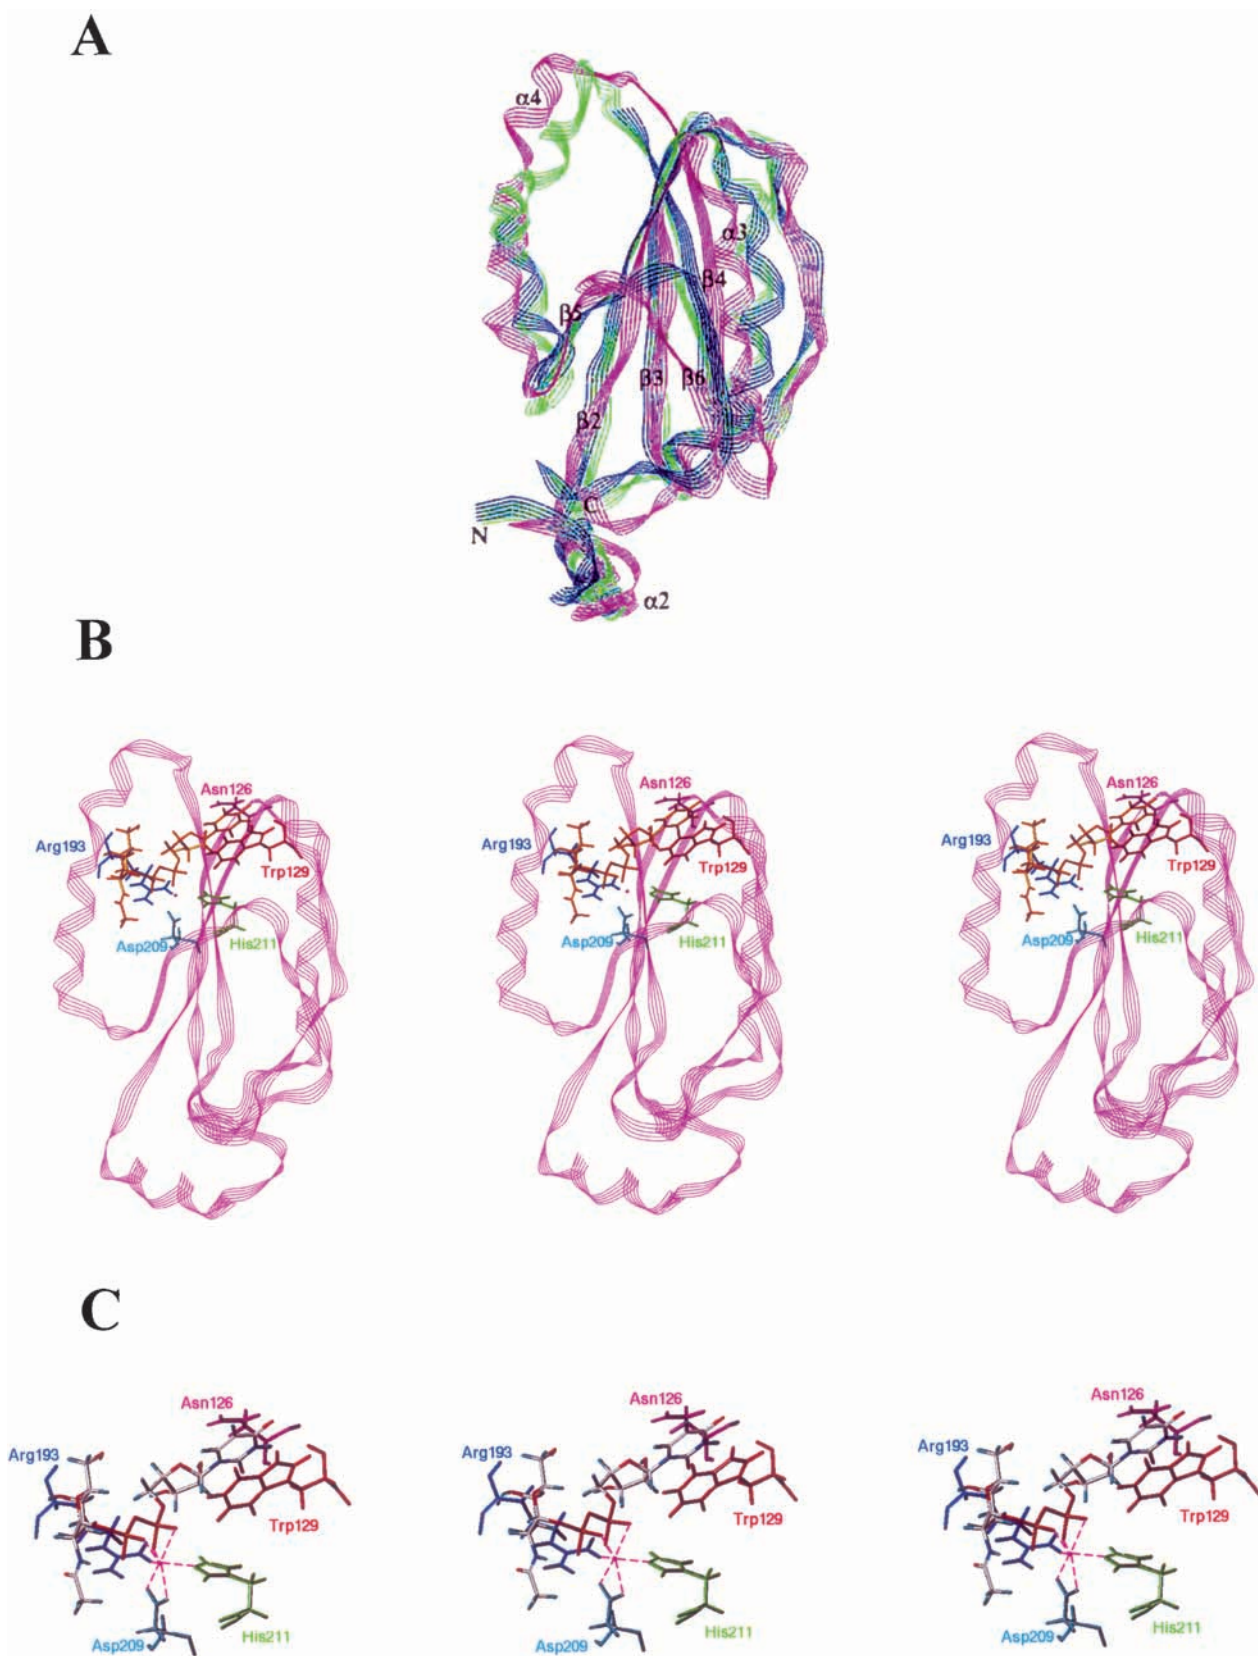 A
α4
α3
β4
β5
β3 β6
β2
C
N
α2
B
Asn126 Asn126 Asn126
Arg193 Arg193 Arg193
Trp129 Trp129 Trp129
Asp209 His211 Asp209 His211 Asp209 His211
C
Asn126 Asn126 Asn126
Arg193 Arg193 Arg193
Trp129 Trp129 Trp129
Asp209 His211 Asp209 His211 Asp209 His211